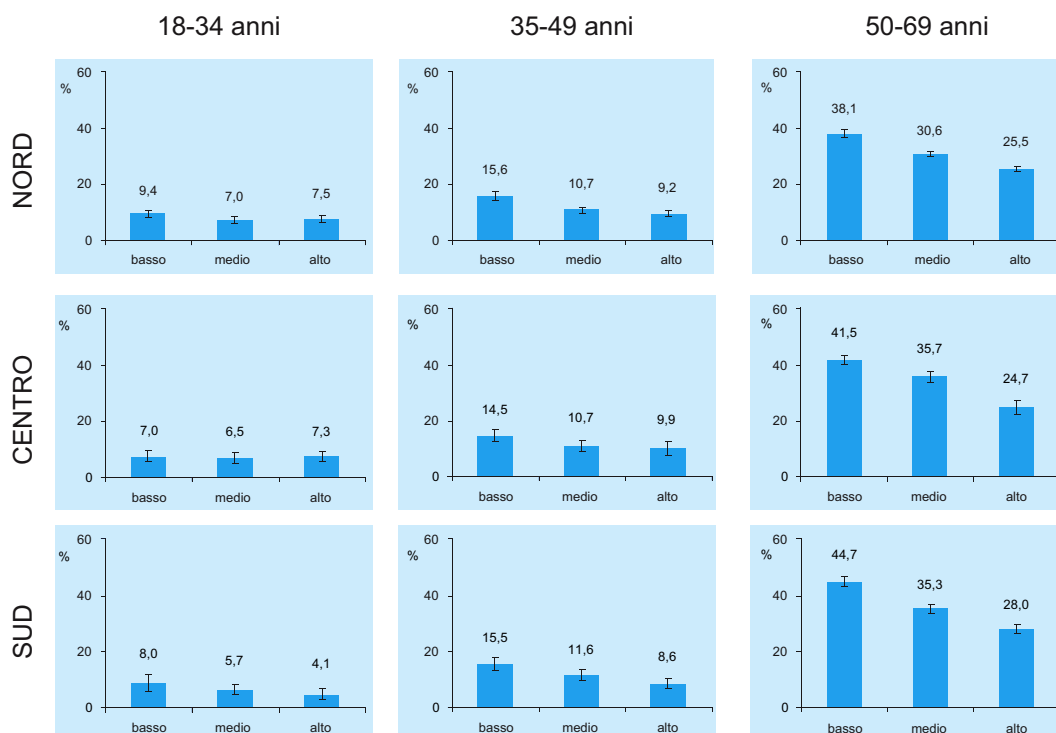 18-34 anni
35-49 anni
50-69 anni
NORD
60
%
40
20
0
9,4
7,0
7,5
basso
medio
alto
60
%
40
20
0
15,6
10,7
9,2
basso
medio
alto
60
%
40
20
0
38,1
30,6
25,5
basso
medio
alto
CENTRO
60
%
40
20
0
7,0
6,5
7,3
basso
medio
alto
60
%
40
20
0
14,5
10,7
9,9
basso
medio
alto
60
%
40
20
0
41,5
35,7
24,7
basso
medio
alto
SUD
60
%
40
20
0
8,0
5,7
4,1
basso
medio
alto
60
%
40
20
0
15,5
11,6
8,6
basso
medio
alto
60
%
40
20
0
44,7
35,3
28,0
basso
medio
alto